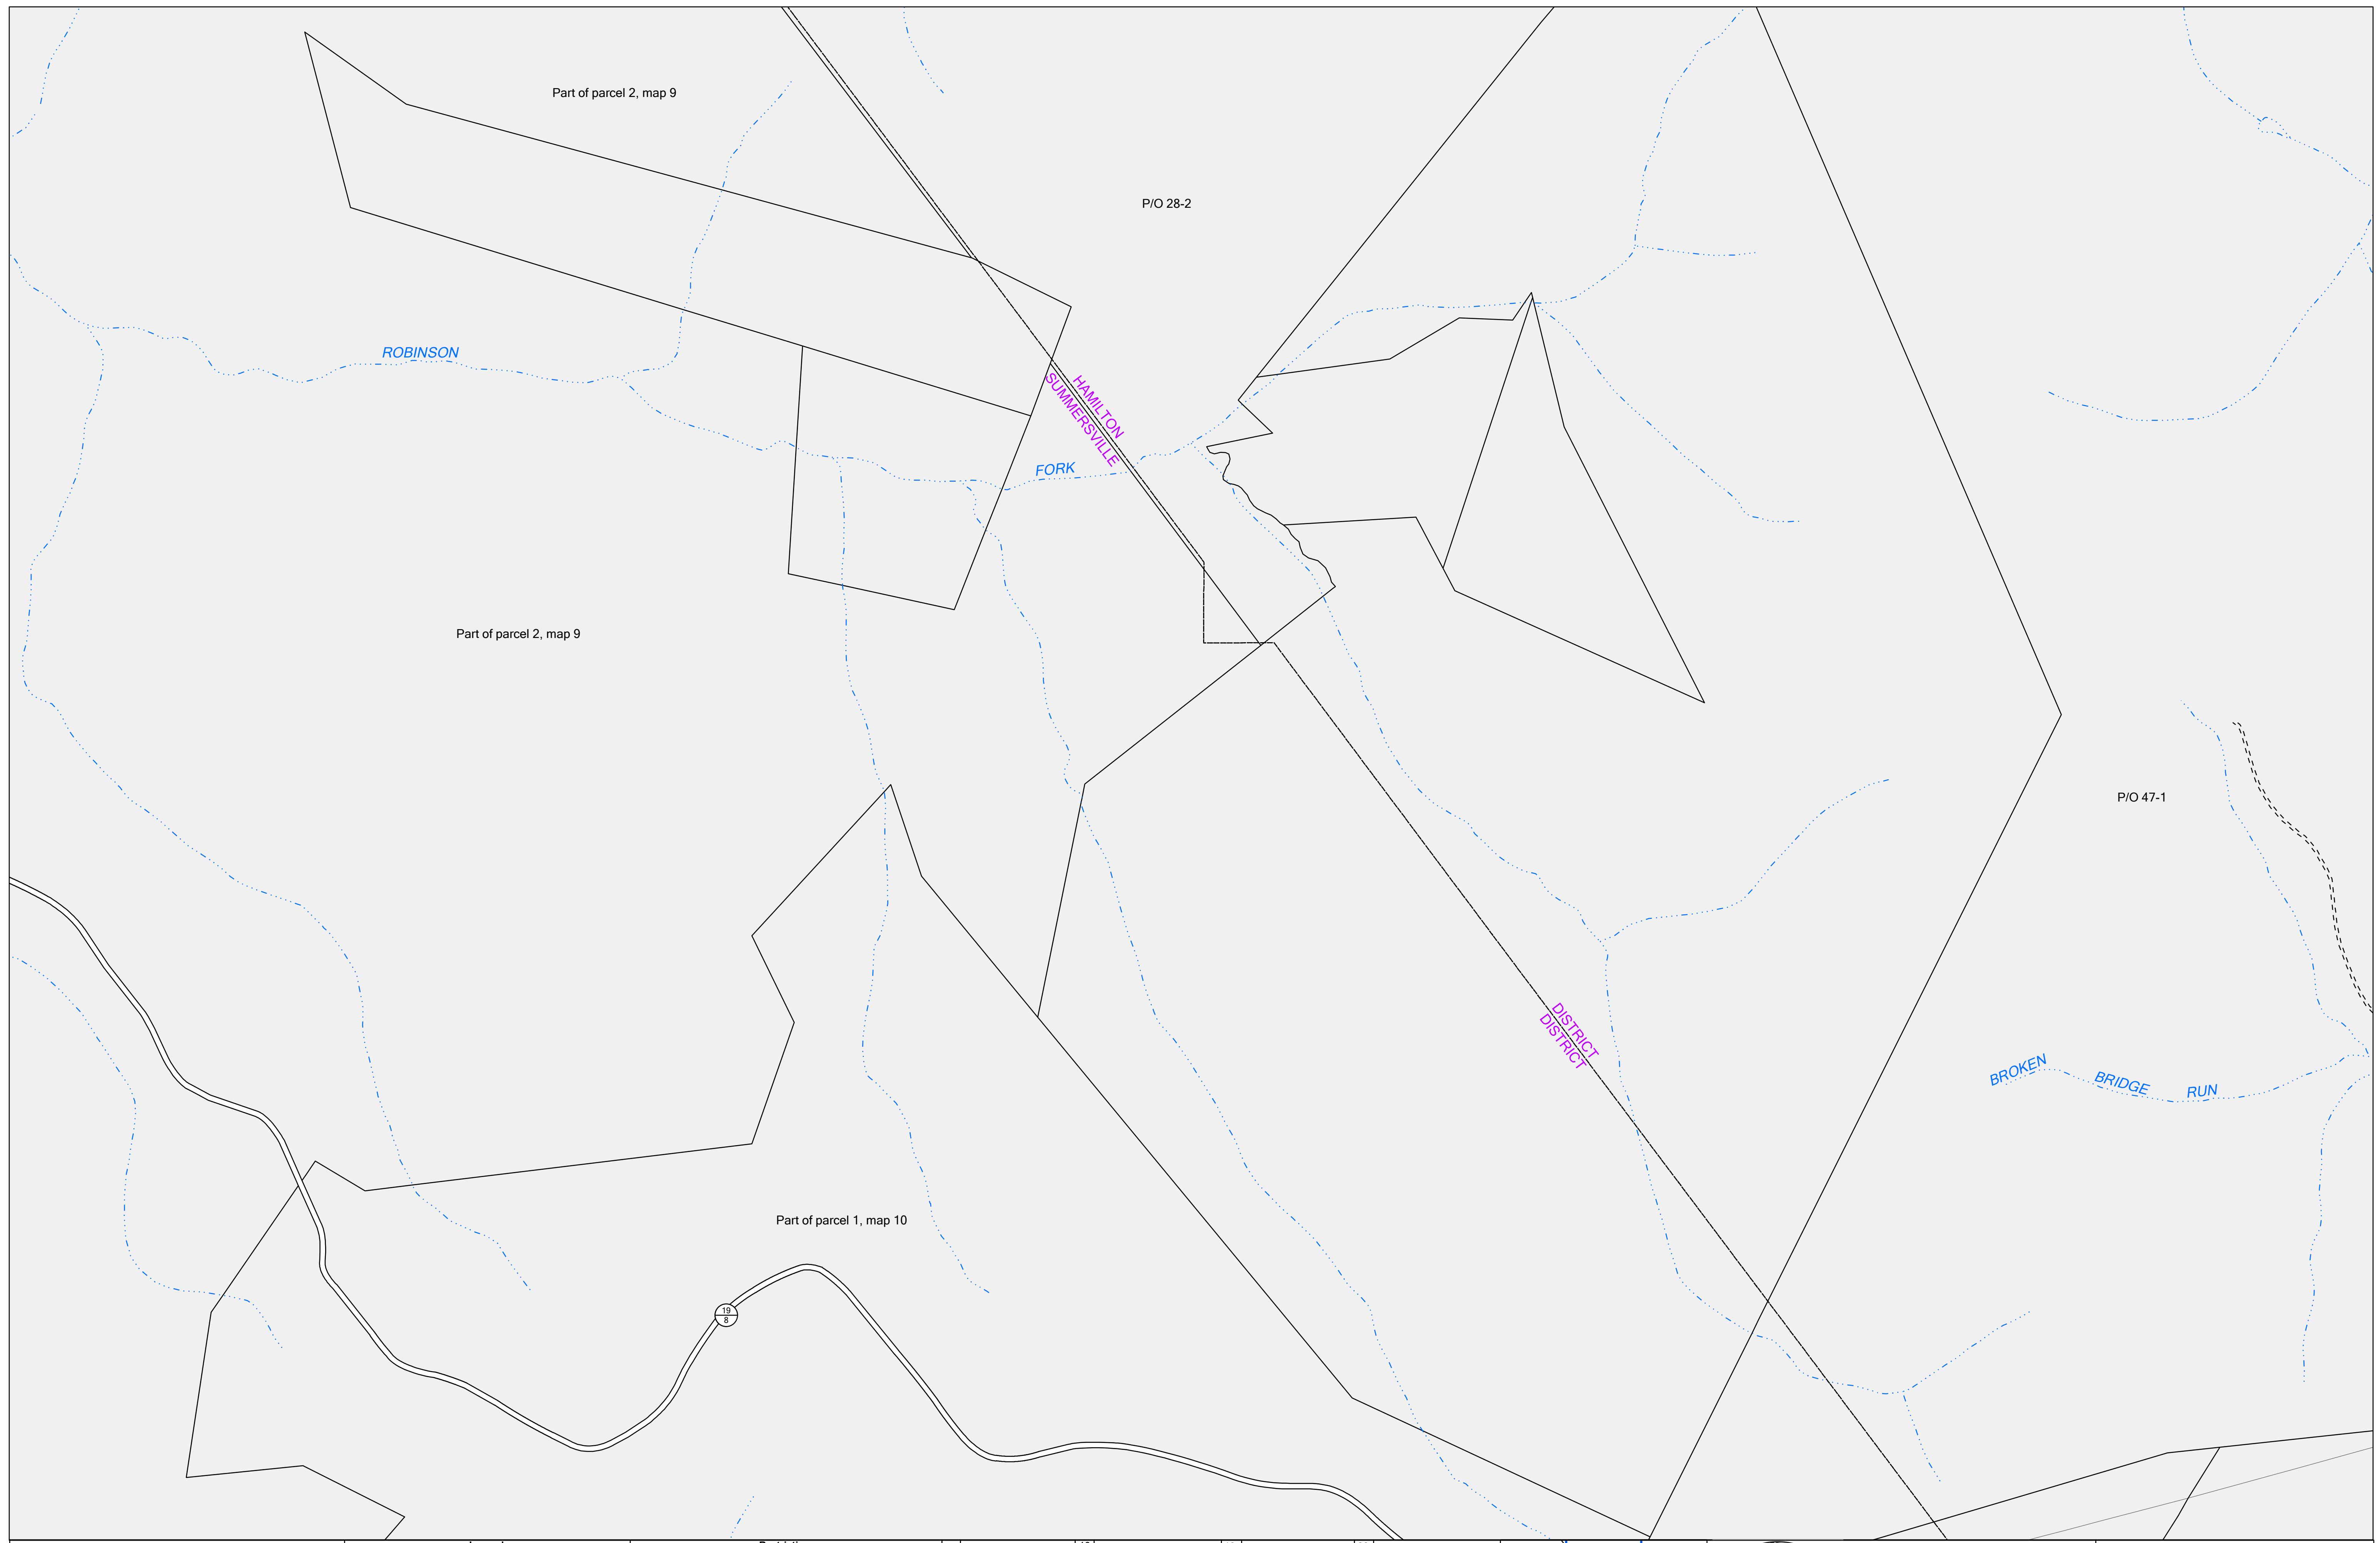 Part of parcel 2, map 9
P/O 28-2
ROBINSON
HAMILTON
SUMMERSVILLE
FORK
Part of parcel 2, map 9
P/O 47-1
DISTRICT
DISTRICT
BROKEN BRIDGE RUN
Part of parcel 1, map 10
19
8